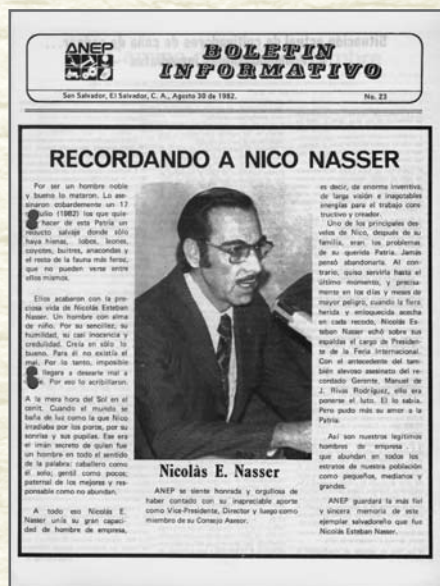 ANEP
BOLETIN
INFORMATIVO
San Salvador, El Salvador, C. A., Agosto 30 de 1982.
No. 23
RECORDANDO A NICO NASSER
Por ser un hombre noble
y bueno lo mataron. Lo ase-
sinaron cobardemente un 17
julio (1982) los que quie-
hacer de esta Patria un
reducto salvaje donde sólo
haya hienas, lobos, leones,
coyotes, buitres, anacondas y
el resto de la fauna más feroz,
que no pueden verse entre
ellos mismos.
Ellos acabaron con la pre-
ciosa vida de Nicolás Esteban
Nasser. Un hombre con alma
de niño. Por su sencillez, su
humildad, su casi inocencia y
credulidad. Creía en sólo lo
bueno. Para él no existía el
mal. Por lo tanto, imposible
llegara a desearle mal a
Por eso lo acribillaron.
A la mera hora del Sol en el
cenit. Cuando el mundo se
baña de luz como la que Nico
irradiaba por los poros, por su
sonrisa y sus pupilas. Ese era
el imán secreto de quien fue
un hombre en todo el sentido
de la palabra: caballero como
él solo; gentil como pocos;
paternal de los mejores y res-
ponsable como no abundan.
A todo eso Nicolás E.
Nasser unía su gran capaci-
dad de hombre de empresa,
Nicolás E. Nasser
ANEP se siente honrada y orgullosa de
haber contado con su inapreciable aporte
como Vice-Presidente, Director y luego como
miembro de su Consejo Asesor.
es decir, de enorme inventiva,
de larga visión e inagotables
energías para el trabajo cons-
tructivo y creador.
Uno de los principales des-
velos de Nico, después de su
familia, eran los problemas
de su querida Patria. Jamás
pensó abandonarla. Al con-
trario, quiso servirla hasta el
último momento, y precisa-
mente en los días y meses de
mayor peligro, cuando la fiera
herida y enloquecida acecha
en cada recodo, Nicolás Es-
teban Nasser echó sobre sus
espaldas el cargo de Presiden-
te de la Feria Internacional.
Con el antecedente del tam-
bién alevoso asesinato del re-
cordado Gerente, Manuel de
J. Rivas Rodríguez, ello era
ponerse el luto. El lo sabía.
Pero pudo más su amor a la
Patria.
Así son nuestros legítimos
hombres de empresa . .
que abundan en todos los
estratos de nuestra población
como pequeños, medianos y
grandes.
ANEP guardará la más fiel
y sincera memoria de este
ejemplar salvadoreño que fue
Nicolás Esteban Nasser.